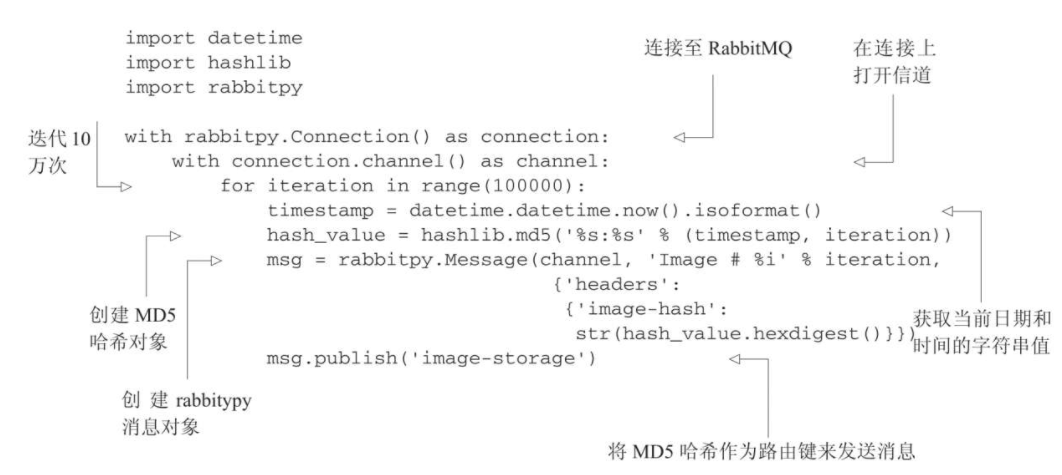 import datetime
import hashlib
import rabbitpy
连接至 RabbitMQ
在连接上
打开信道
迭代 10
万次
with rabbitpy.Connection() as connection:
    with connection.channel() as channel:
        for iteration in range(100000):
            timestamp = datetime.datetime.now().isoformat()
            hash_value = hashlib.md5('%s:%s' % (timestamp, iteration))
            msg = rabbitpy.Message(channel, 'Image # %i' % iteration,
                                   {'headers':
                                    {'image-hash':
                                     str(hash_value.hexdigest()}})
            msg.publish('image-storage')
创建 MD5
哈希对象
获取当前日期和
时间的字符串值
创 建 rabbitypy
消息对象
将 MD5 哈希作为路由键来发送消息